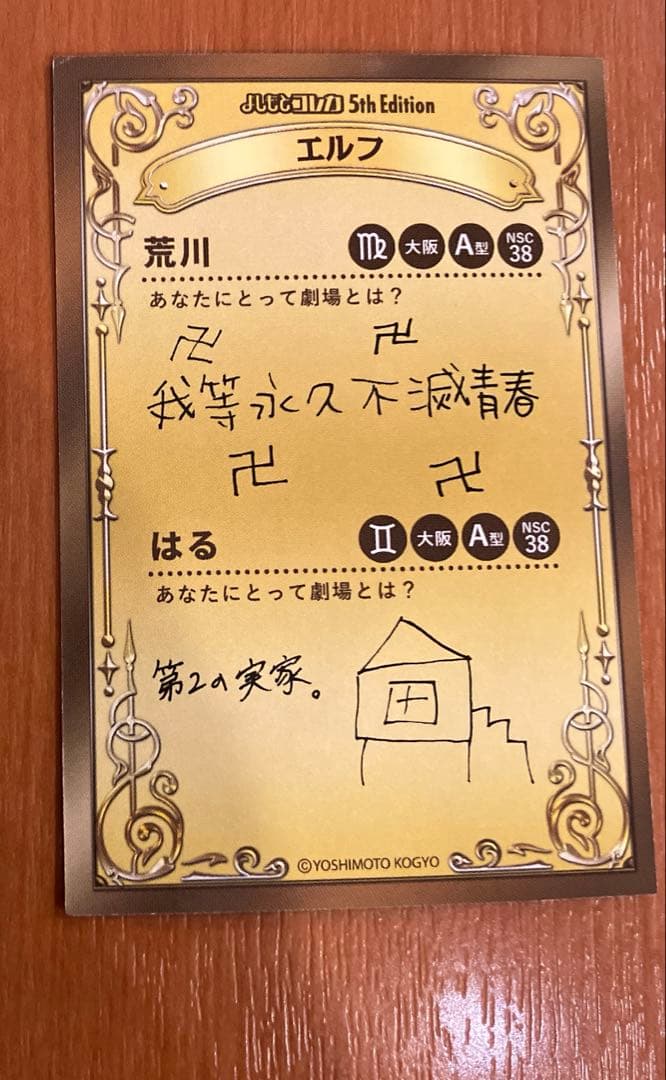 よしもとコレカ 5th Edition
エルフ
荒川 ♍ 大阪 A型 NSC 38
あなたにとって劇場とは？
卍 卍
我等永久不滅青春
卍 卍
はる ♊ 大阪 A型 NSC 38
あなたにとって劇場とは？
第2の実家。
©YOSHIMOTO KOGYO